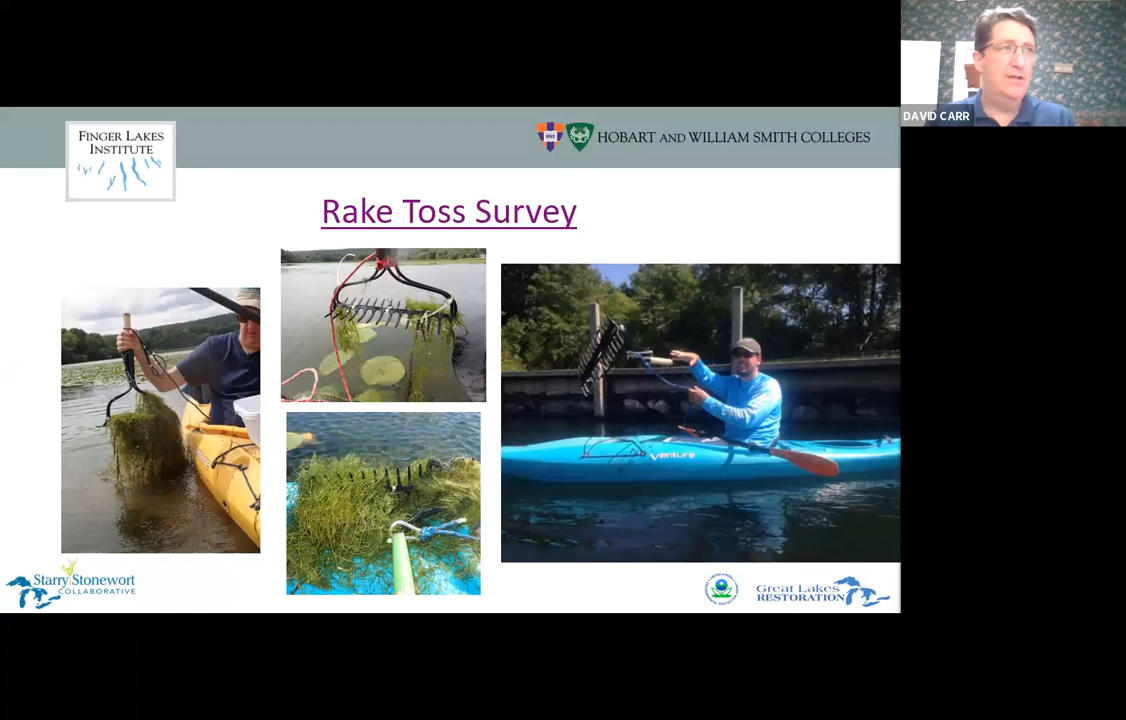 FINGER LAKES
INSTITUTE
HOBART AND WILLIAM SMITH COLLEGES
DAVID CARR
Rake Toss Survey
venture
Starry Stonewort
COLLABORATIVE
Great Lakes
RESTORATION